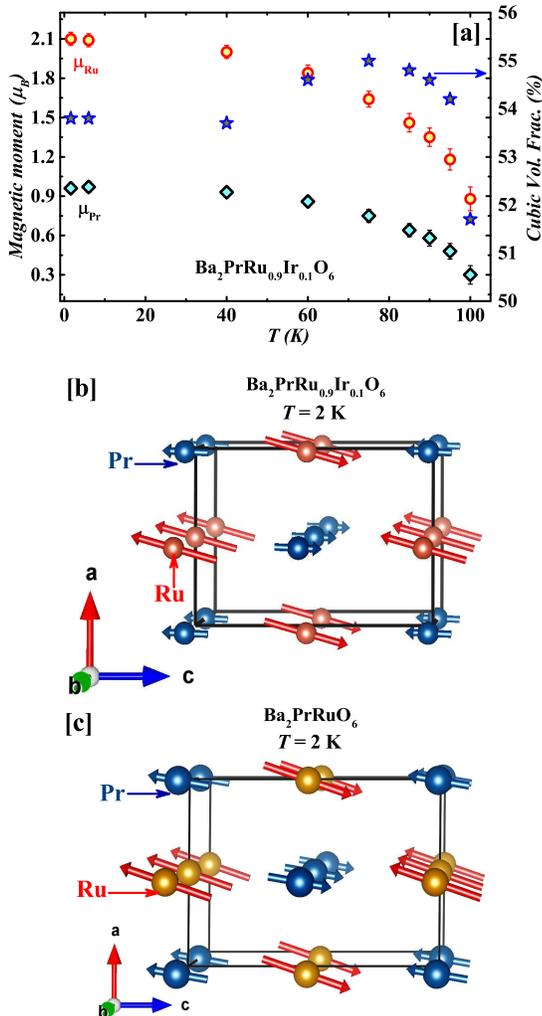 [a]
2.1
1.8
1.5
1.2
0.9
0.6
0.3
Magnetic moment (μB)
μRu
μPr
Ba2PrRu0.9Ir0.1O6
56
55
54
53
52
51
50
Cubic Vol. Frac. (%)
0 20 40 60 80 100
T (K)
[b]
Ba2PrRu0.9Ir0.1O6
T = 2 K
Pr
Ru
a
b
c
[c]
Ba2PrRuO6
T = 2 K
Pr
Ru
a
b
c